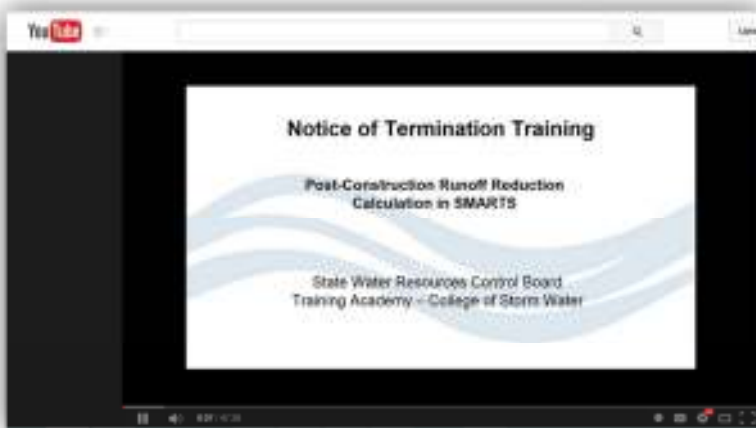 YouTube
Notice of Termination Training
Post-Construction Runoff Reduction
Calculation in SMARTS
State Water Resources Control Board
Training Academy – College of Storm Water